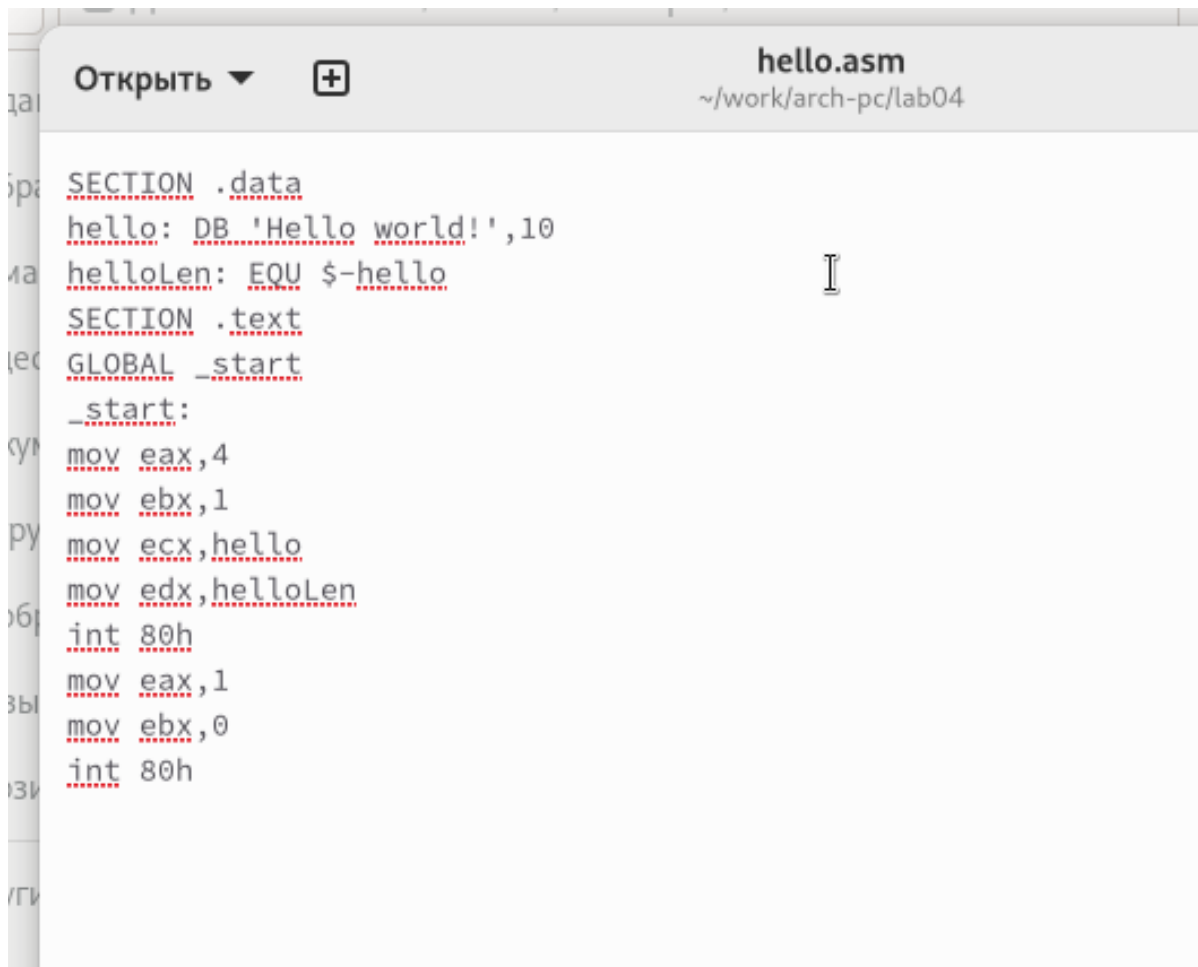 Открыть
hello.asm
~/work/arch-pc/lab04
SECTION .data
hello: DB 'Hello world!',10
helloLen: EQU $-hello
SECTION .text
GLOBAL _start
_start:
mov eax,4
mov ebx,1
mov ecx,hello
mov edx,helloLen
int 80h
mov eax,1
mov ebx,0
int 80h